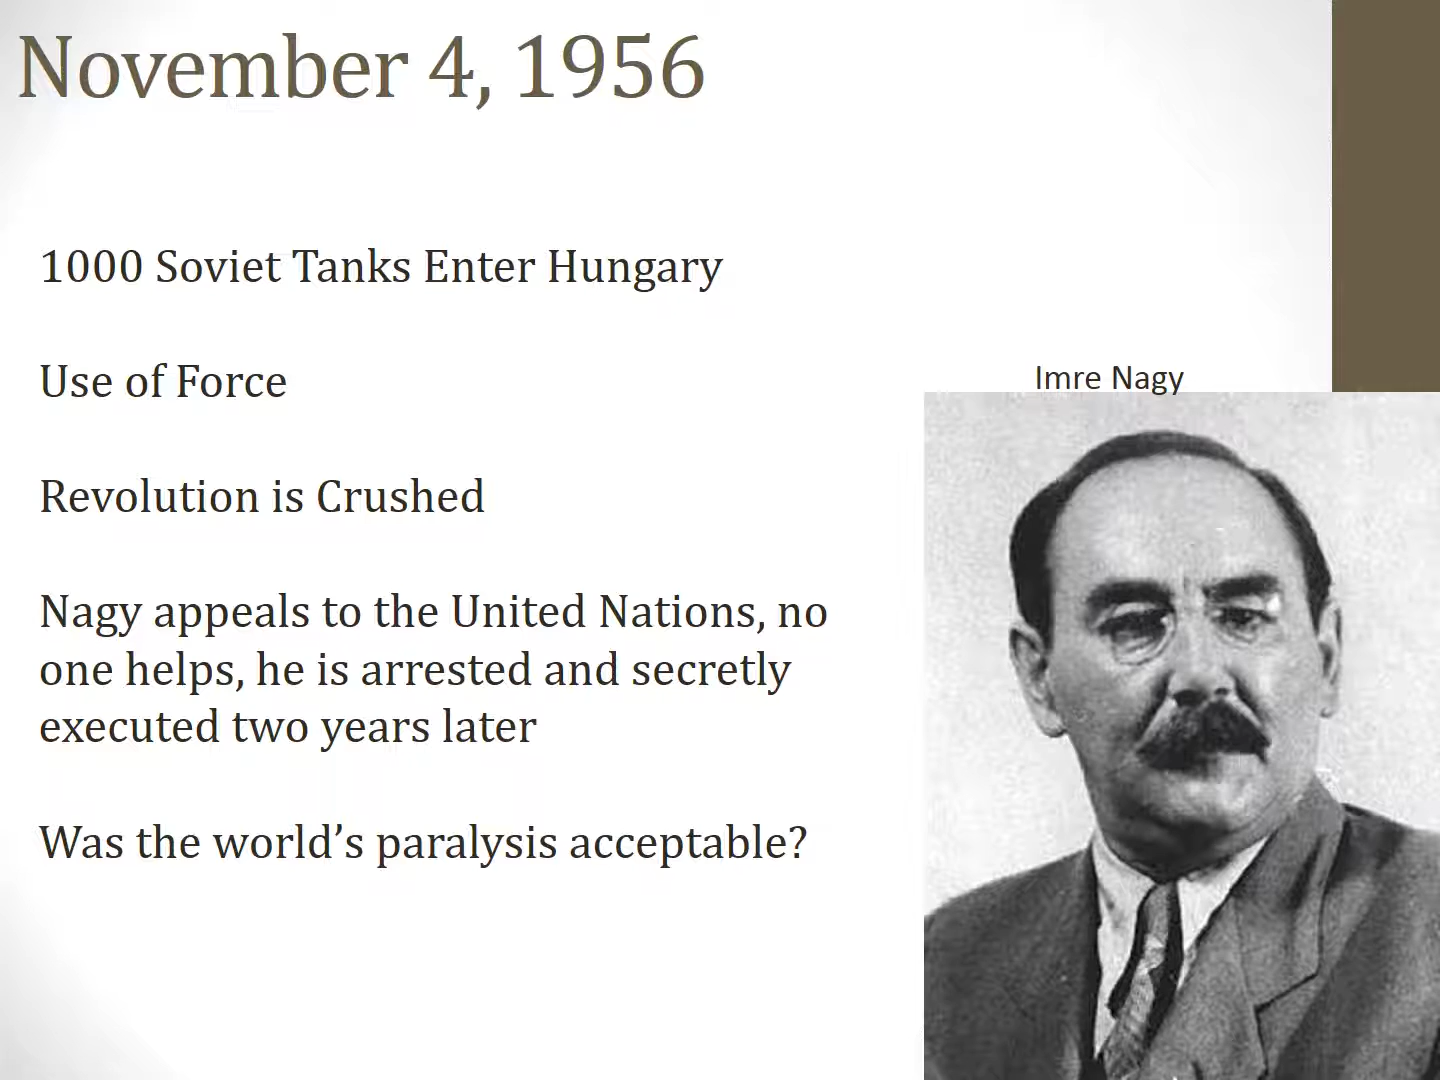 November 4, 1956
1000 Soviet Tanks Enter Hungary
Use of Force
Imre Nagy
Revolution is Crushed
Nagy appeals to the United Nations, no
one helps, he is arrested and secretly
executed two years later
Was the world’s paralysis acceptable?